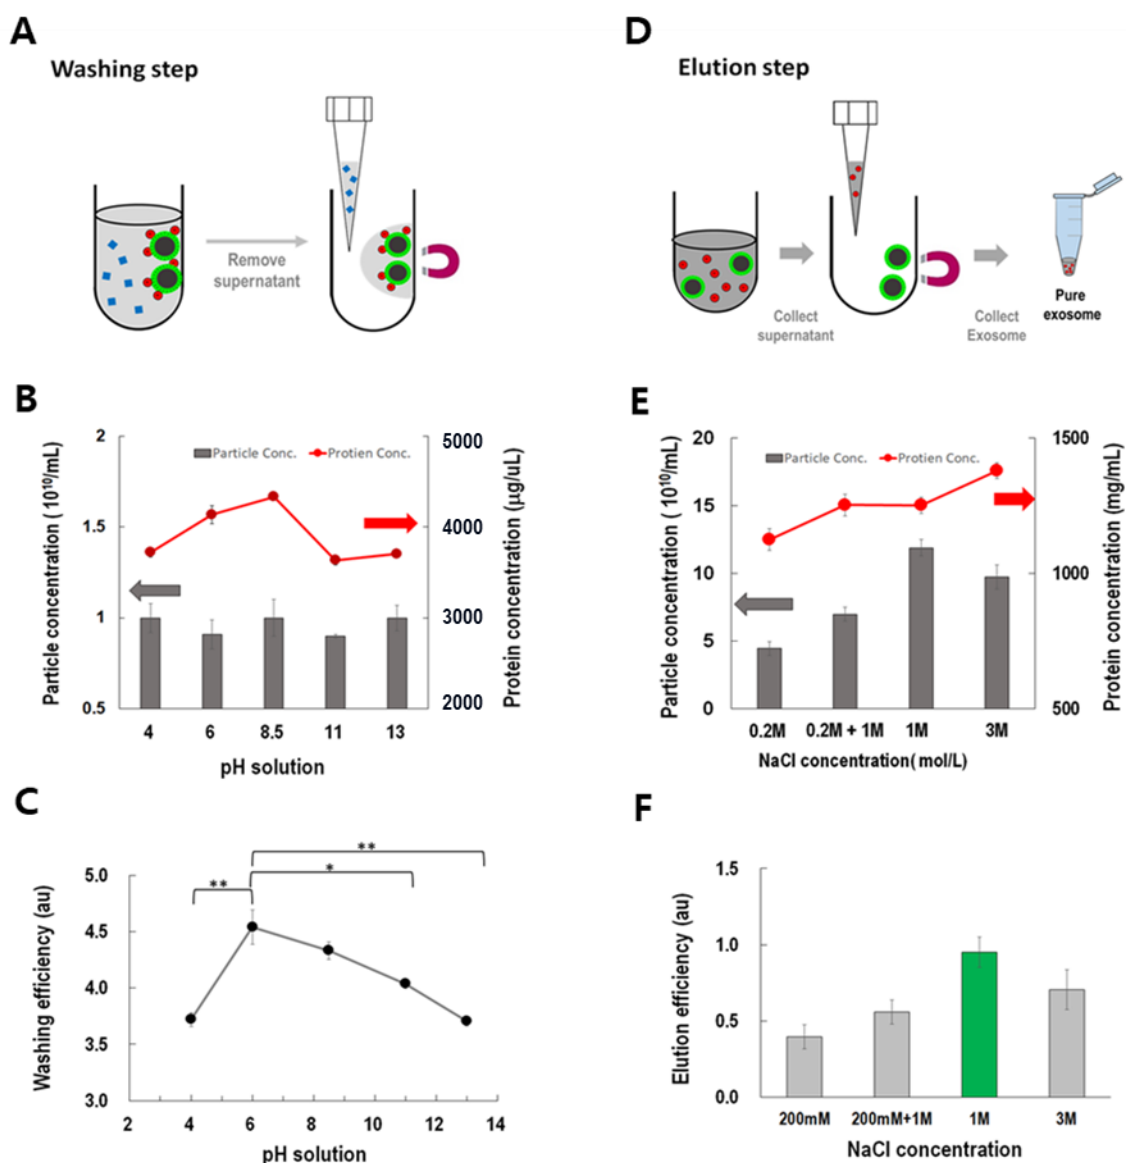 A
Washing step
Remove
supernatant
D
Elution step
Collect
supernatant
Collect
Exosome
Pure
exosome
B
Particle concentration ( 10¹⁰/mL)
2
1.5
1
0.5
Particle Conc.
Protien Conc.
5000
4000
3000
2000
Protein concentration (μg/uL)
4 6 8.5 11 13
pH solution
E
Particle concentration ( 10¹⁰/mL)
20
15
10
5
0
Particle Conc.
Protien Conc.
1500
1000
500
Protein concentration (mg/mL)
0.2M 0.2M + 1M 1M 3M
NaCl concentration( mol/L)
C
Washing efficiency (au)
5.0
4.5
4.0
3.5
3.0
**
*
**
2 4 6 8 10 12 14
pH solution
F
Elution efficiency (au)
1.5
1.0
0.5
0.0
200mM 200mM+1M 1M 3M
NaCl concentration